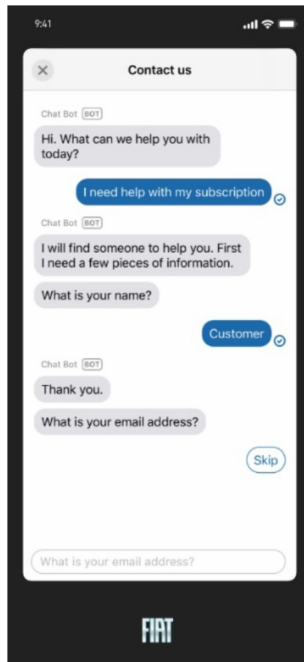 9:41
Contact us
Chat Bot BOT
Hi. What can we help you with
today?
I need help with my subscription
Chat Bot BOT
I will find someone to help you. First
I need a few pieces of information.
What is your name?
Customer
Chat Bot BOT
Thank you.
What is your email address?
Skip
What is your email address?
FIAT